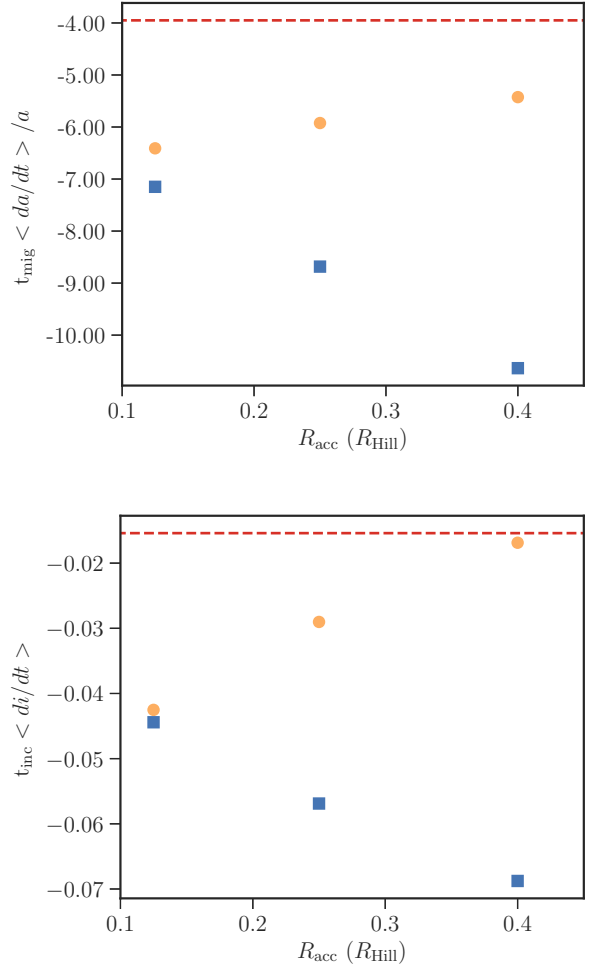 -4.00
-5.00
-6.00
-7.00
-8.00
-9.00
-10.00
t_mig < da/dt > /a
0.1 0.2 0.3 0.4
R_acc (R_Hill)
−0.02
−0.03
−0.04
−0.05
−0.06
−0.07
t_inc < di/dt >
0.1 0.2 0.3 0.4
R_acc (R_Hill)